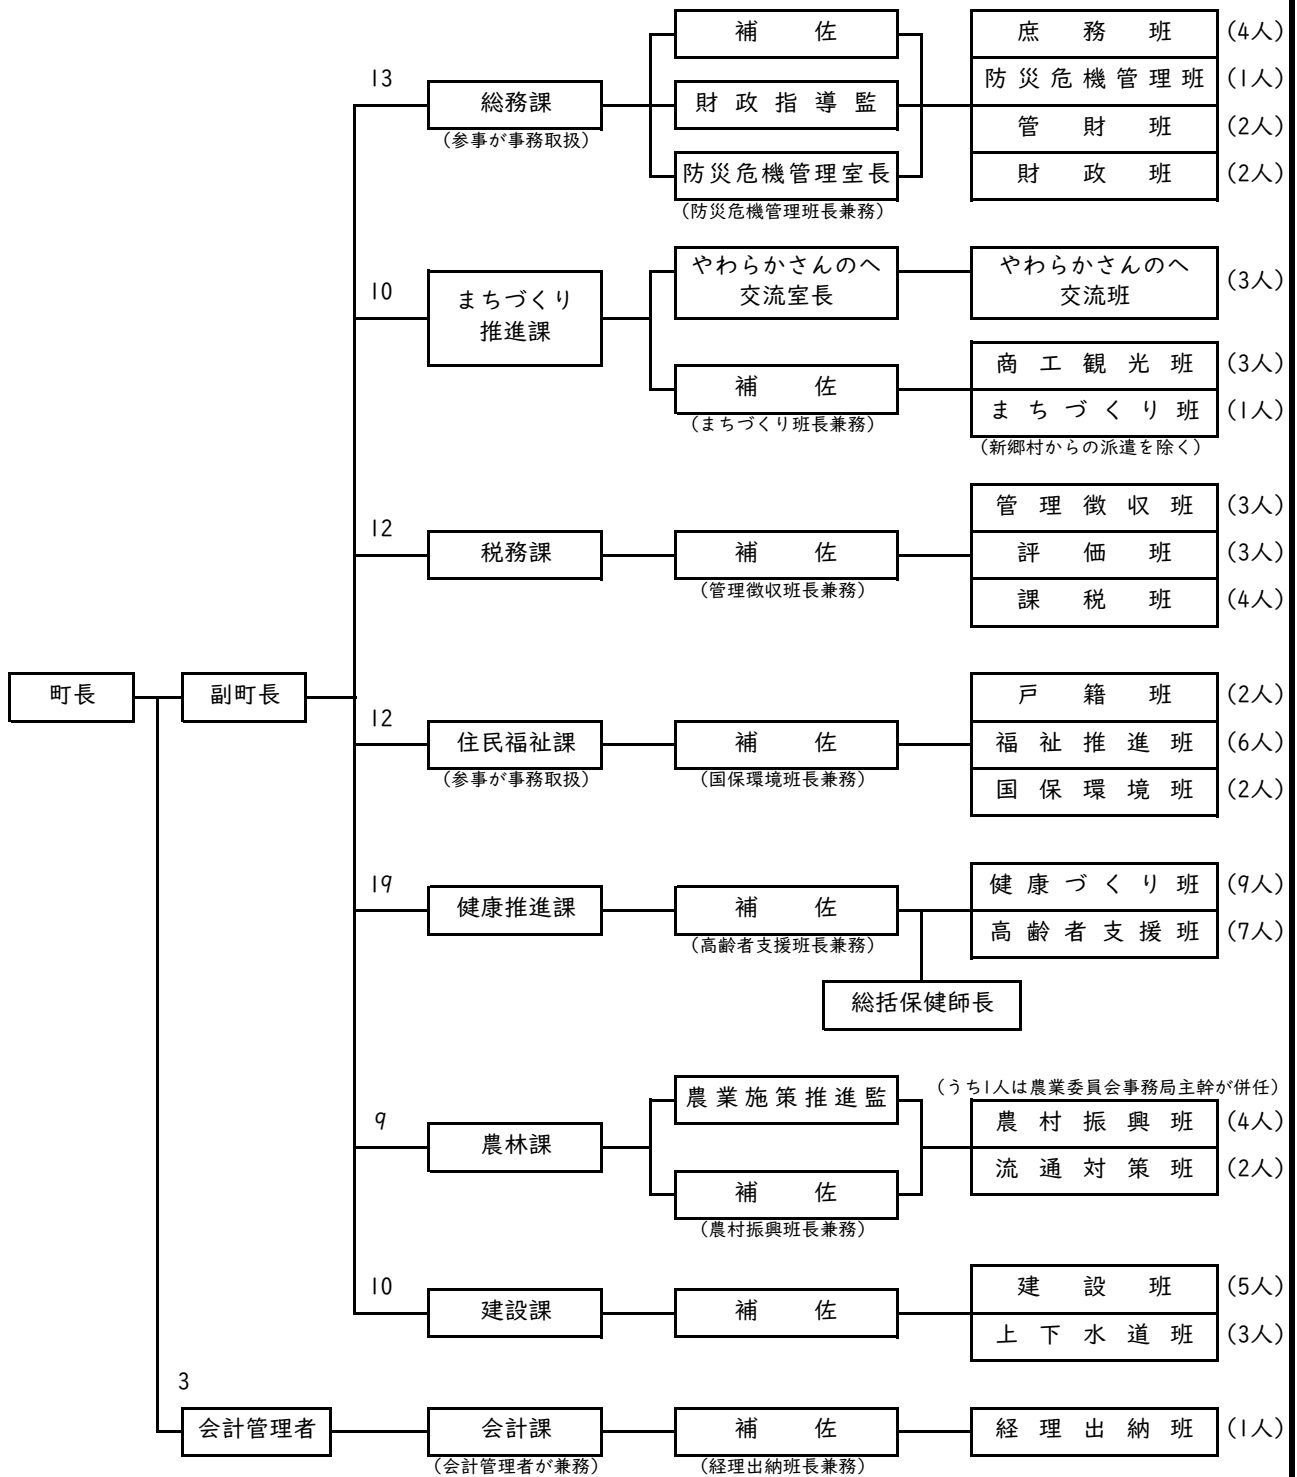 町長
副町長
13
総務課
(参事が事務取扱)
補佐
財政指導監
防災危機管理室長
(防災危機管理班長兼務)
庶務班 (4人)
防災危機管理班 (1人)
管財班 (2人)
財政班 (2人)
10
まちづくり
推進課
やわらかさんのへ
交流室長
やわらかさんのへ
交流班
(3人)
補佐
(まちづくり班長兼務)
商工観光班 (3人)
まちづくり班 (1人)
(新郷村からの派遣を除く)
12
税務課
補佐
(管理徴収班長兼務)
管理徴収班 (3人)
評価班 (3人)
課税班 (4人)
12
住民福祉課
(参事が事務取扱)
補佐
(国保環境班長兼務)
戸籍班 (2人)
福祉推進班 (6人)
国保環境班 (2人)
19
健康推進課
補佐
(高齢者支援班長兼務)
健康づくり班 (9人)
高齢者支援班 (7人)
総括保健師長
9
農林課
農業施策推進監
補佐
(農村振興班長兼務)
(うち1人は農業委員会事務局主幹が併任)
農村振興班 (4人)
流通対策班 (2人)
10
建設課
補佐
建設班 (5人)
上下水道班 (3人)
3
会計管理者
会計課
(会計管理者が兼務)
補佐
(経理出納班長兼務)
経理出納班 (1人)